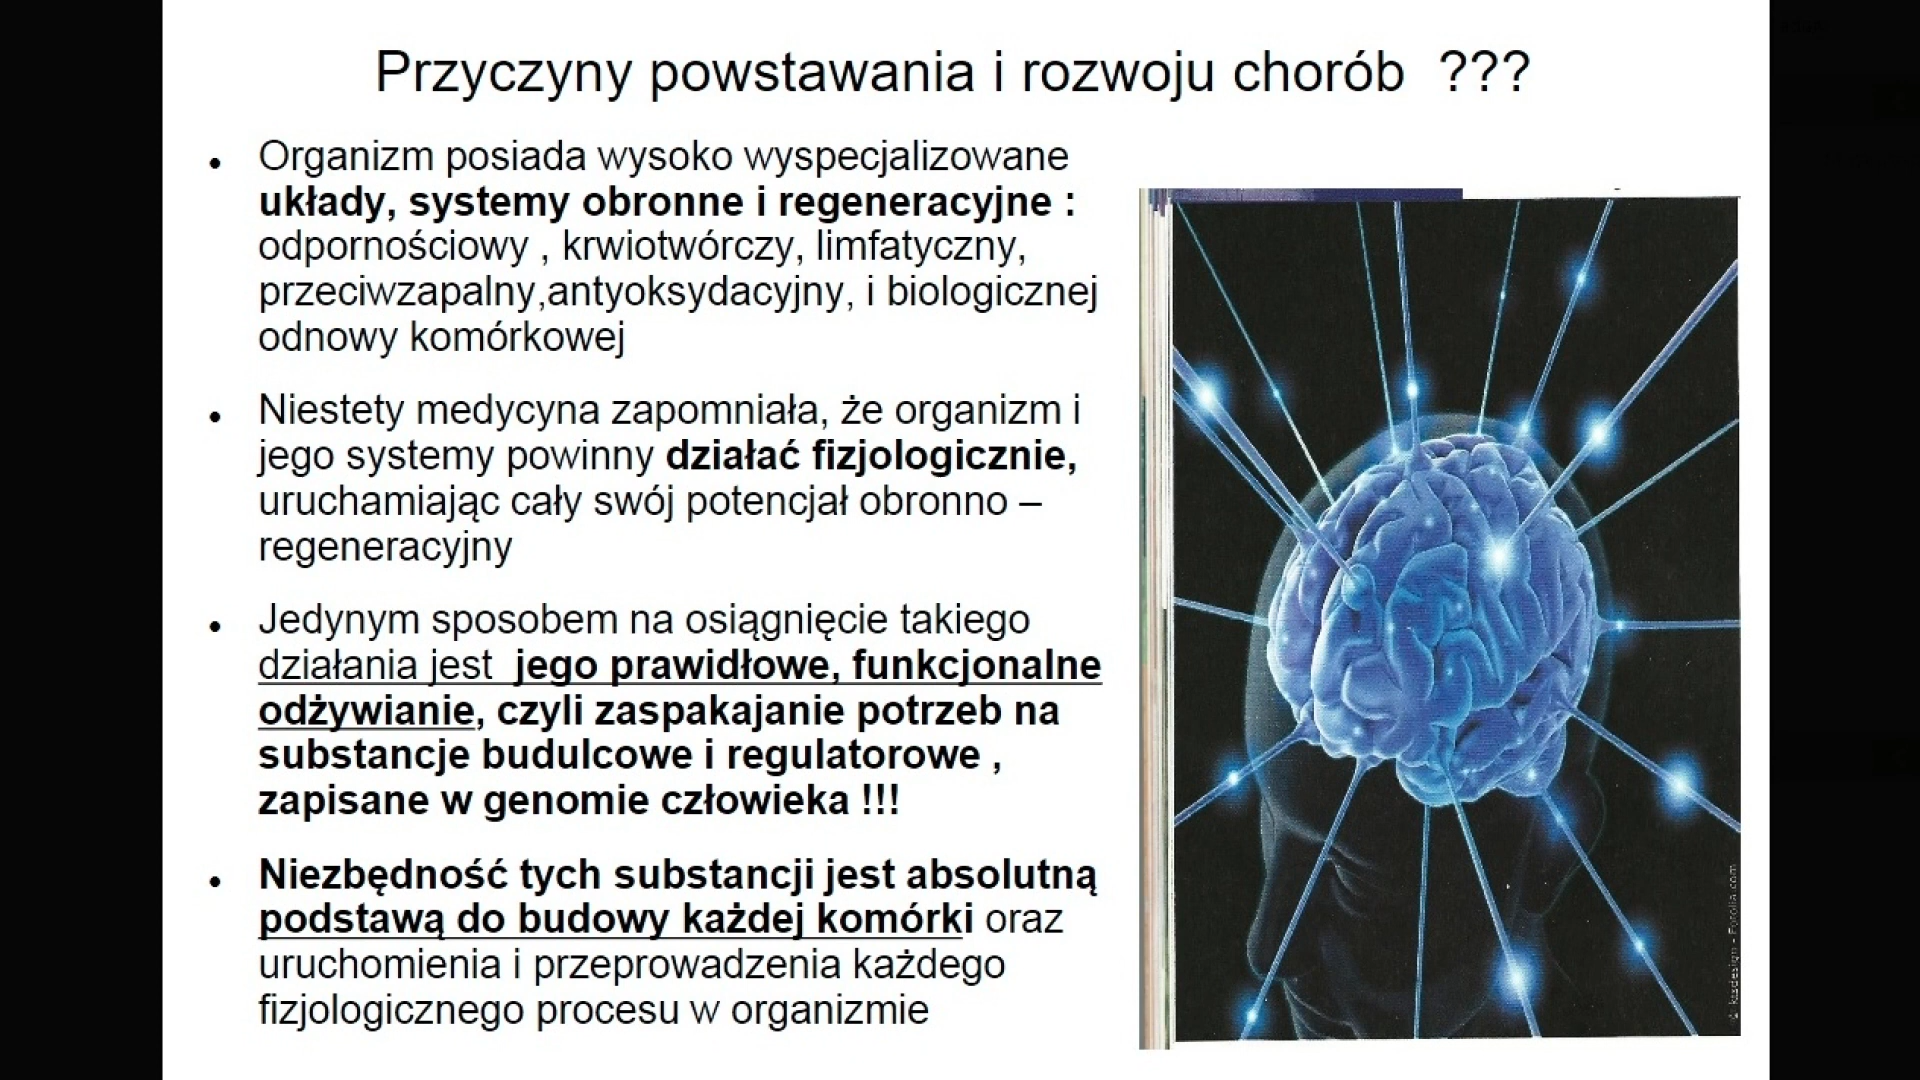 Przyczyny powstawania i rozwoju chorób ???
• Organizm posiada wysoko wyspecjalizowane
układy, systemy obronne i regeneracyjne :
odpornościowy , krwiotwórczy, limfatyczny,
przeciwzapalny,antyoksydacyjny, i biologicznej
odnowy komórkowej
• Niestety medycyna zapomniała, że organizm i
jego systemy powinny działać fizjologicznie,
uruchamiając cały swój potencjał obronno –
regeneracyjny
• Jedynym sposobem na osiągnięcie takiego
działania jest jego prawidłowe, funkcjonalne
odżywianie, czyli zaspakajanie potrzeb na
substancje budulcowe i regulatorowe ,
zapisane w genomie człowieka !!!
• Niezbędność tych substancji jest absolutną
podstawą do budowy każdej komórki oraz
uruchomienia i przeprowadzenia każdego
fizjologicznego procesu w organizmie
© ktsdesign - Fotolia.com